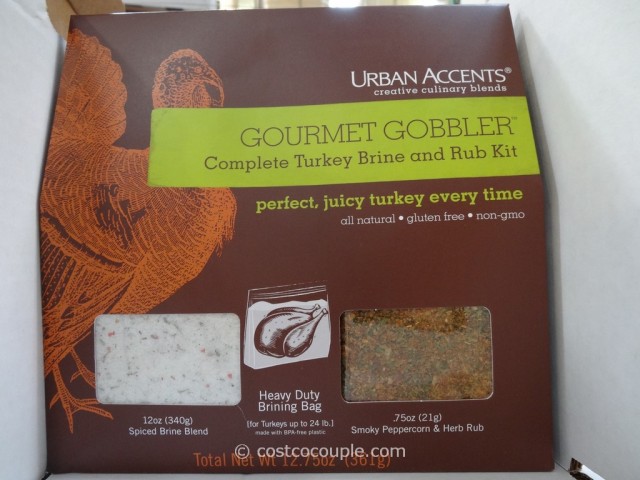 URBAN ACCENTS®
creative culinary blends
GOURMET GOBBLER™
Complete Turkey Brine and Rub Kit
perfect, juicy turkey every time
all natural • gluten free • non-gmo
12oz (340g)
Spiced Brine Blend
Heavy Duty
Brining Bag
[for Turkeys up to 24 lb.]
made with BPA-free plastic
.75oz (21g)
Smoky Peppercorn & Herb Rub
© costcocouple.com
Total Net Wt 12.75oz (361g)